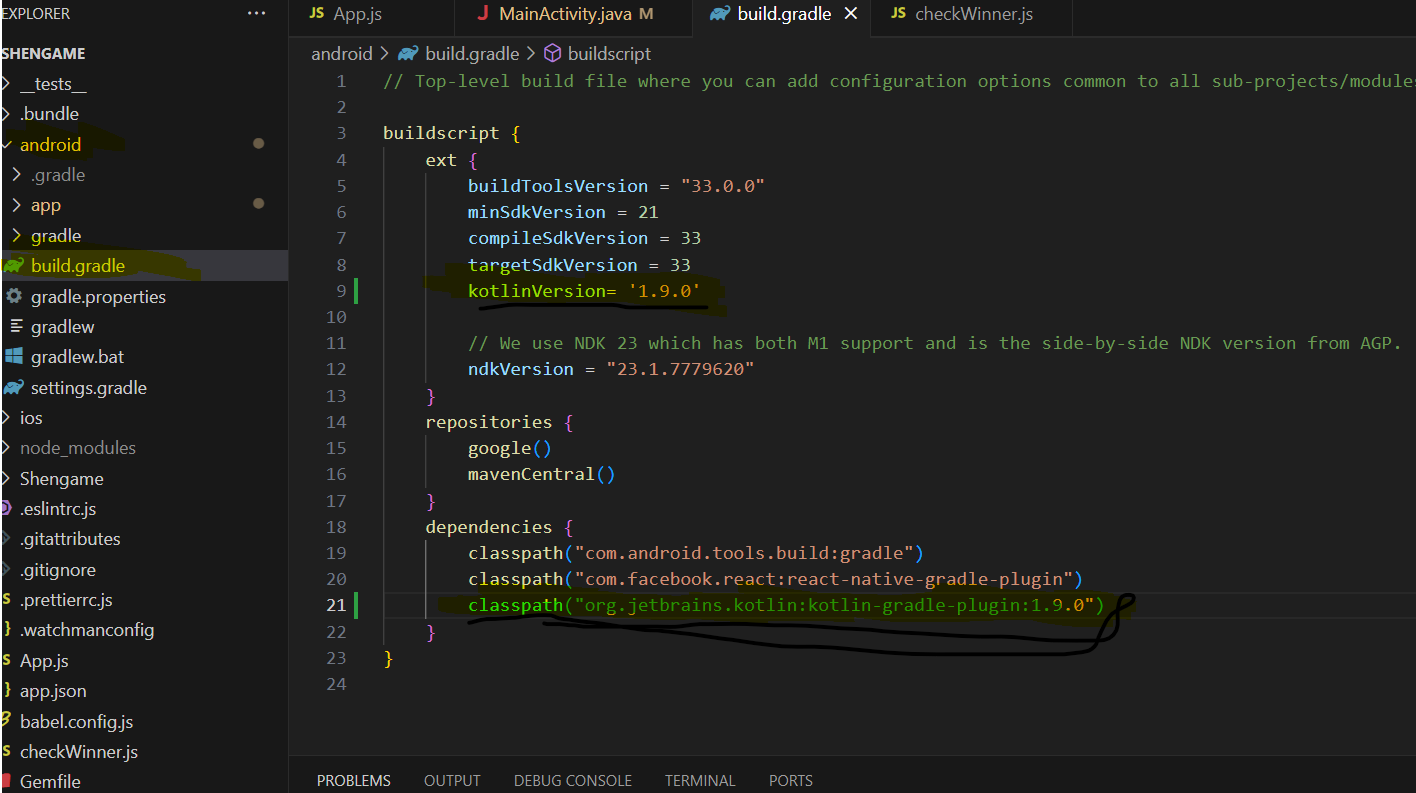 EXPLORER
···
SHENGAME
__tests__
.bundle
android
.gradle
app
gradle
build.gradle
gradle.properties
gradlew
gradlew.bat
settings.gradle
ios
node_modules
Shengame
.eslintrc.js
.gitattributes
.gitignore
.prettierrc.js
.watchmanconfig
App.js
app.json
babel.config.js
checkWinner.js
Gemfile
JS App.js
J MainActivity.java M
build.gradle ×
JS checkWinner.js
android > build.gradle > buildscript
1 // Top-level build file where you can add configuration options common to all sub-projects/modules
2
3 buildscript {
4 ext {
5 buildToolsVersion = "33.0.0"
6 minSdkVersion = 21
7 compileSdkVersion = 33
8 targetSdkVersion = 33
9 kotlinVersion= '1.9.0'
10
11 // We use NDK 23 which has both M1 support and is the side-by-side NDK version from AGP.
12 ndkVersion = "23.1.7779620"
13 }
14 repositories {
15 google()
16 mavenCentral()
17 }
18 dependencies {
19 classpath("com.android.tools.build:gradle")
20 classpath("com.facebook.react:react-native-gradle-plugin")
21 classpath("org.jetbrains.kotlin:kotlin-gradle-plugin:1.9.0")
22 }
23 }
24
PROBLEMS OUTPUT DEBUG CONSOLE TERMINAL PORTS